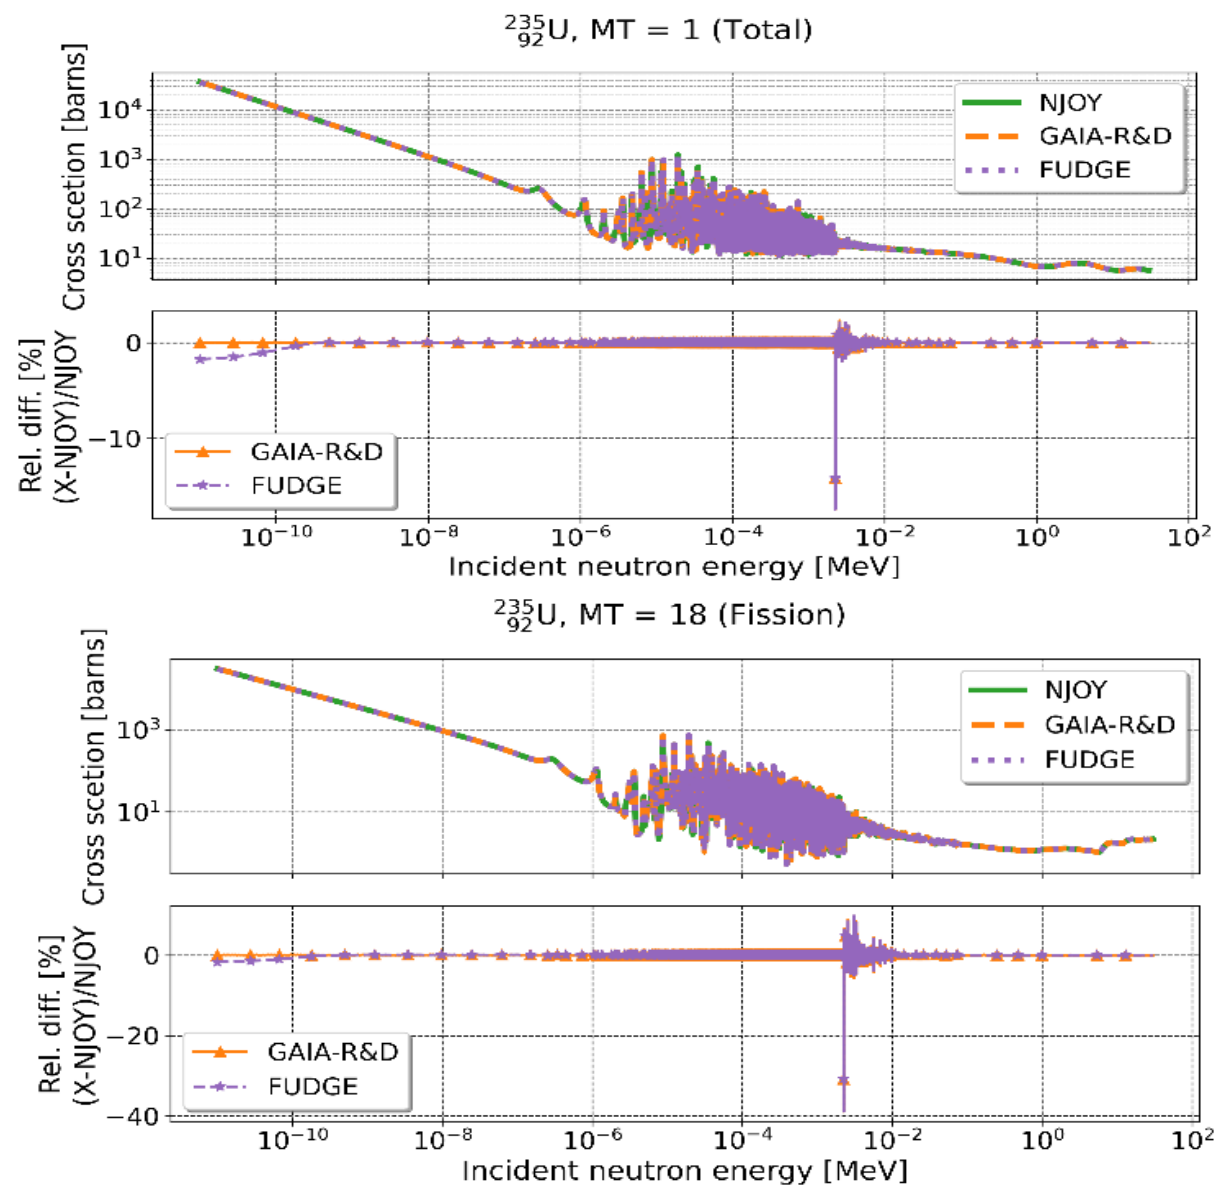 ²³⁵₉₂U, MT = 1 (Total)
Cross scetion [barns]
10⁴
10³
10²
10¹
NJOY
GAIA-R&D
FUDGE
Rel. diff. [%]
(X-NJOY)/NJOY
0
−10
GAIA-R&D
FUDGE
10⁻¹⁰ 10⁻⁸ 10⁻⁶ 10⁻⁴ 10⁻² 10⁰ 10²
Incident neutron energy [MeV]
²³⁵₉₂U, MT = 18 (Fission)
Cross scetion [barns]
10³
10¹
NJOY
GAIA-R&D
FUDGE
Rel. diff. [%]
(X-NJOY)/NJOY
0
−20
−40
GAIA-R&D
FUDGE
10⁻¹⁰ 10⁻⁸ 10⁻⁶ 10⁻⁴ 10⁻² 10⁰ 10²
Incident neutron energy [MeV]